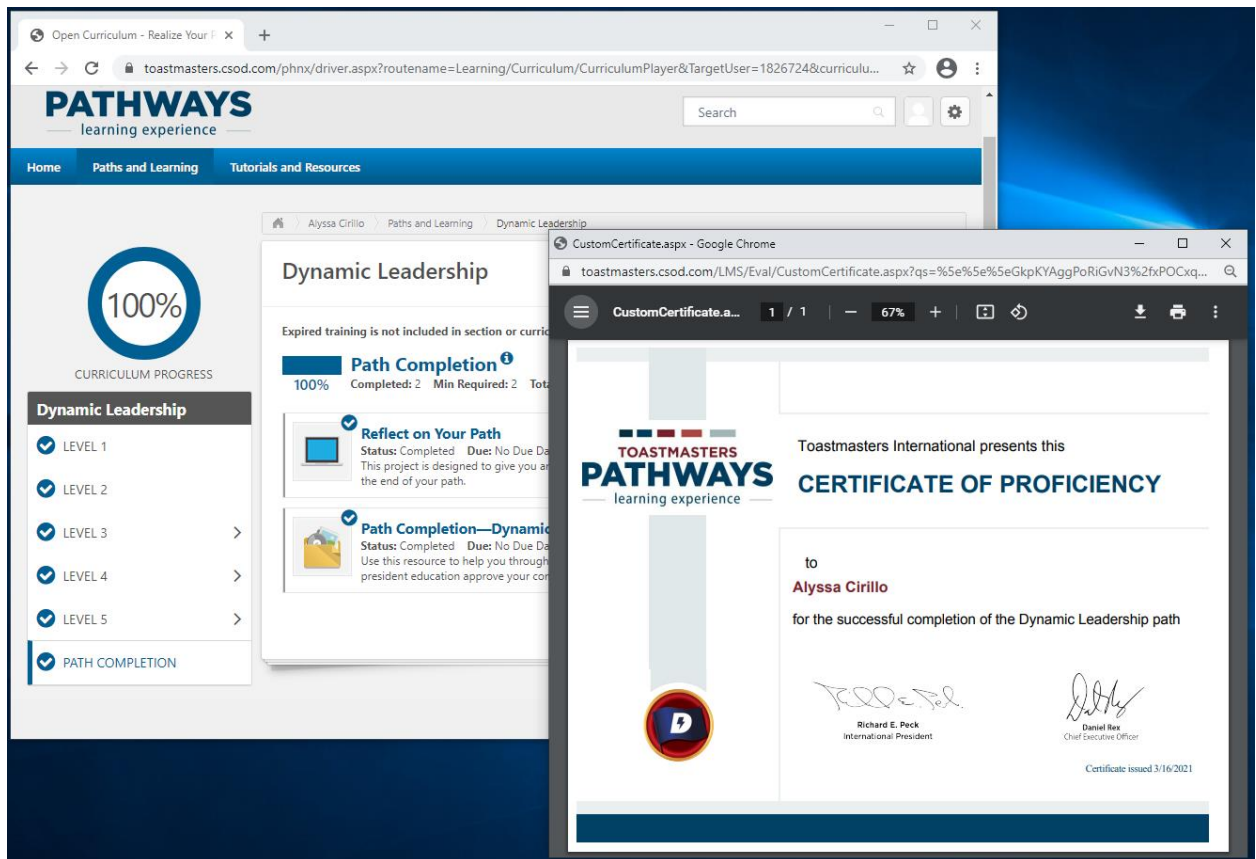 Open Curriculum - Realize Your P
toastmasters.csod.com/phnx/driver.aspx?routename=Learning/Curriculum/CurriculumPlayer&TargetUser=1826724&curriculu...
PATHWAYS
learning experience
Search
Home Paths and Learning Tutorials and Resources
Alyssa Cirillo Paths and Learning Dynamic Leadership
100%
CURRICULUM PROGRESS
Dynamic Leadership
LEVEL 1
LEVEL 2
LEVEL 3
LEVEL 4
LEVEL 5
PATH COMPLETION
Dynamic Leadership
Expired training is not included in section or curric
Path Completion
100% Completed: 2 Min Required: 2 Tota
Reflect on Your Path
Status: Completed Due: No Due Da
This project is designed to give you an
the end of your path.
Path Completion—Dynamic
Status: Completed Due: No Due Da
Use this resource to help you through
president education approve your con
CustomCertificate.aspx - Google Chrome
toastmasters.csod.com/LMS/Eval/CustomCertificate.aspx?qs=%5e%5e%5eGkpKYAggPoRiGvN3%2fxPOCxq...
CustomCertificate.a... 1 / 1 67%
TOASTMASTERS
PATHWAYS
learning experience
D
Toastmasters International presents this
CERTIFICATE OF PROFICIENCY
to
Alyssa Cirillo
for the successful completion of the Dynamic Leadership path
Richard E. Peck
International President
Daniel Rex
Chief Executive Officer
Certificate issued 3/16/2021